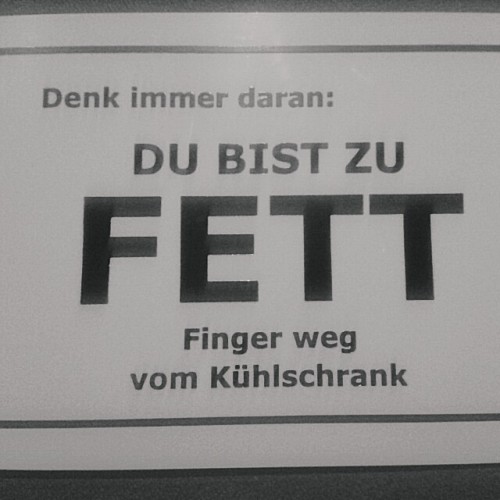 Denk immer daran:
DU BIST ZU
FETT
Finger weg
vom Kühlschrank